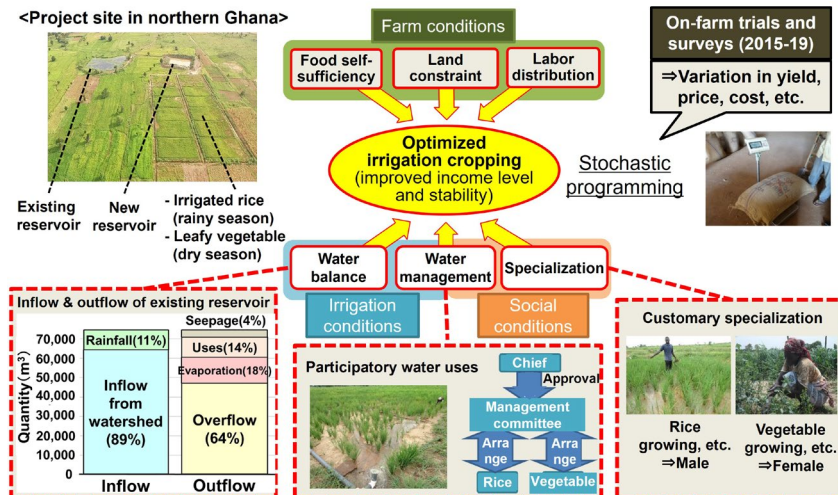 <Project site in northern Ghana>
Existing
reservoir
New
reservoir
- Irrigated rice
(rainy season)
- Leafy vegetable
(dry season)
Farm conditions
Food self-
sufficiency
Land
constraint
Labor
distribution
Optimized
irrigation cropping
(improved income level
and stability)
On-farm trials and
surveys (2015-19)
⇒Variation in yield,
price, cost, etc.
Stochastic
programming
Water
balance
Water
management
Specialization
Irrigation
conditions
Social
conditions
Inflow & outflow of existing reservoir
Quantity (m³)
70,000
60,000
50,000
40,000
30,000
20,000
10,000
0
Rainfall(11%)
Inflow
from
watershed
(89%)
Seepage(4%)
Uses(14%)
Evaporation(18%)
Overflow
(64%)
Inflow
Outflow
Participatory water uses
Chief
Approval
Management
committee
Arra
nge
Arra
nge
Rice
Vegetable
Customary specialization
Rice
growing, etc.
⇒Male
Vegetable
growing, etc.
⇒Female